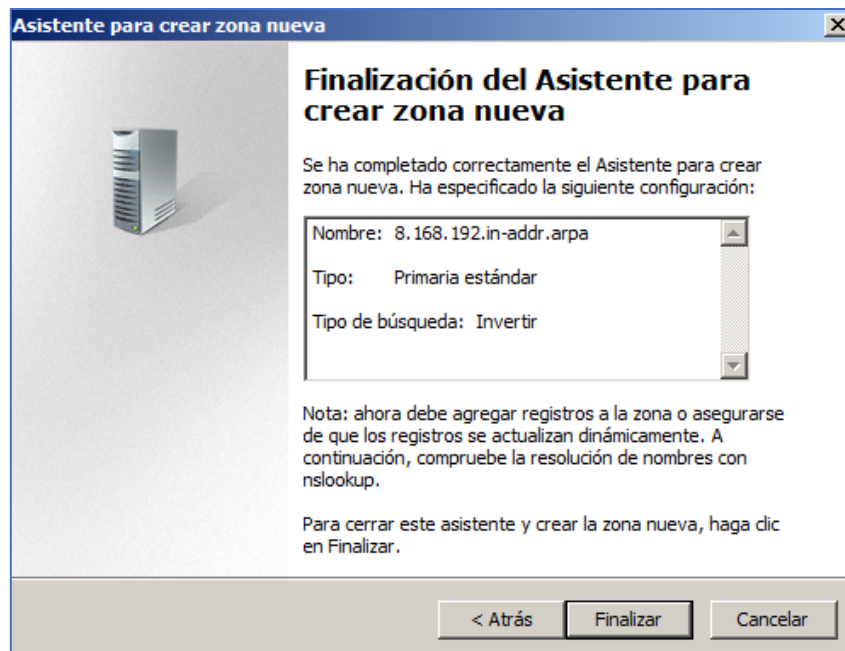 Asistente para crear zona nueva
Finalización del Asistente para
crear zona nueva
Se ha completado correctamente el Asistente para crear
zona nueva. Ha especificado la siguiente configuración:
Nombre: 8.168.192.in-addr.arpa
Tipo: Primaria estándar
Tipo de búsqueda: Invertir
Nota: ahora debe agregar registros a la zona o asegurarse
de que los registros se actualizan dinámicamente. A
continuación, compruebe la resolución de nombres con
nslookup.
Para cerrar este asistente y crear la zona nueva, haga clic
en Finalizar.
< Atrás Finalizar Cancelar